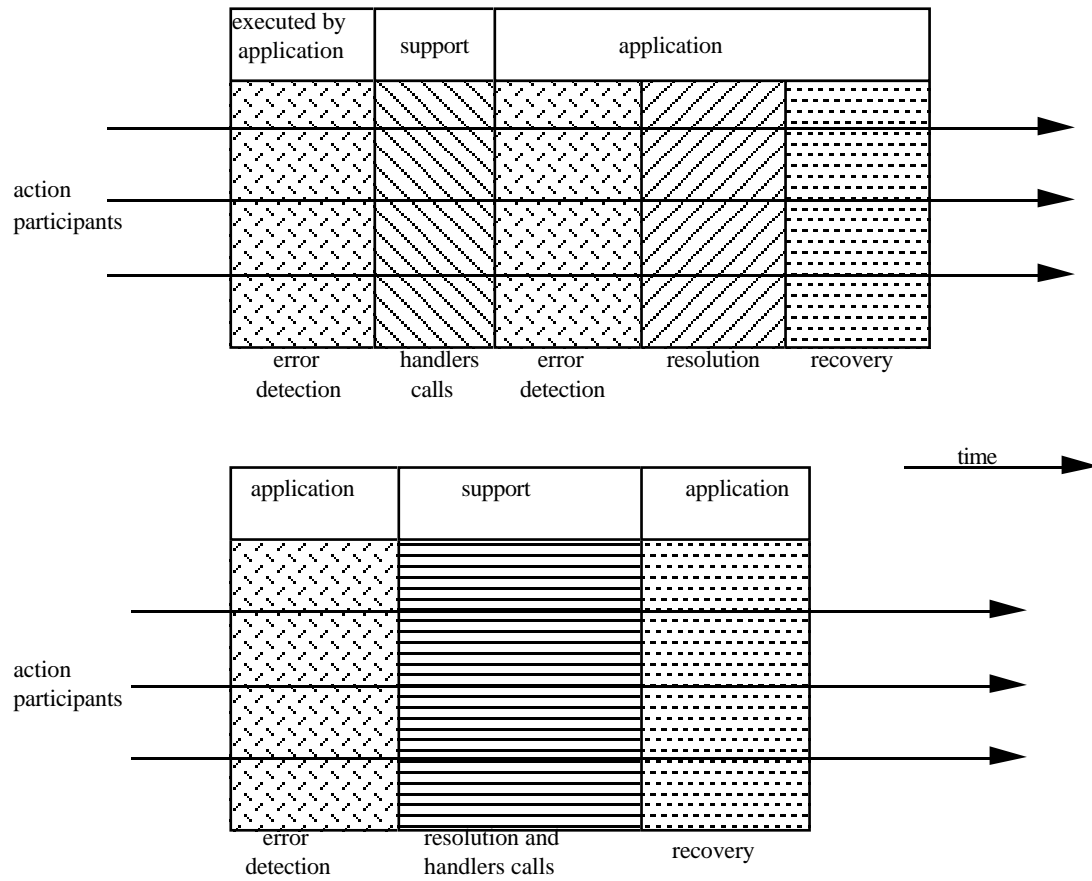 executed by
application
support
application
action
participants
error
detection
handlers
calls
error
detection
resolution
recovery
time
application
support
application
action
participants
error
detection
resolution and
handlers calls
recovery